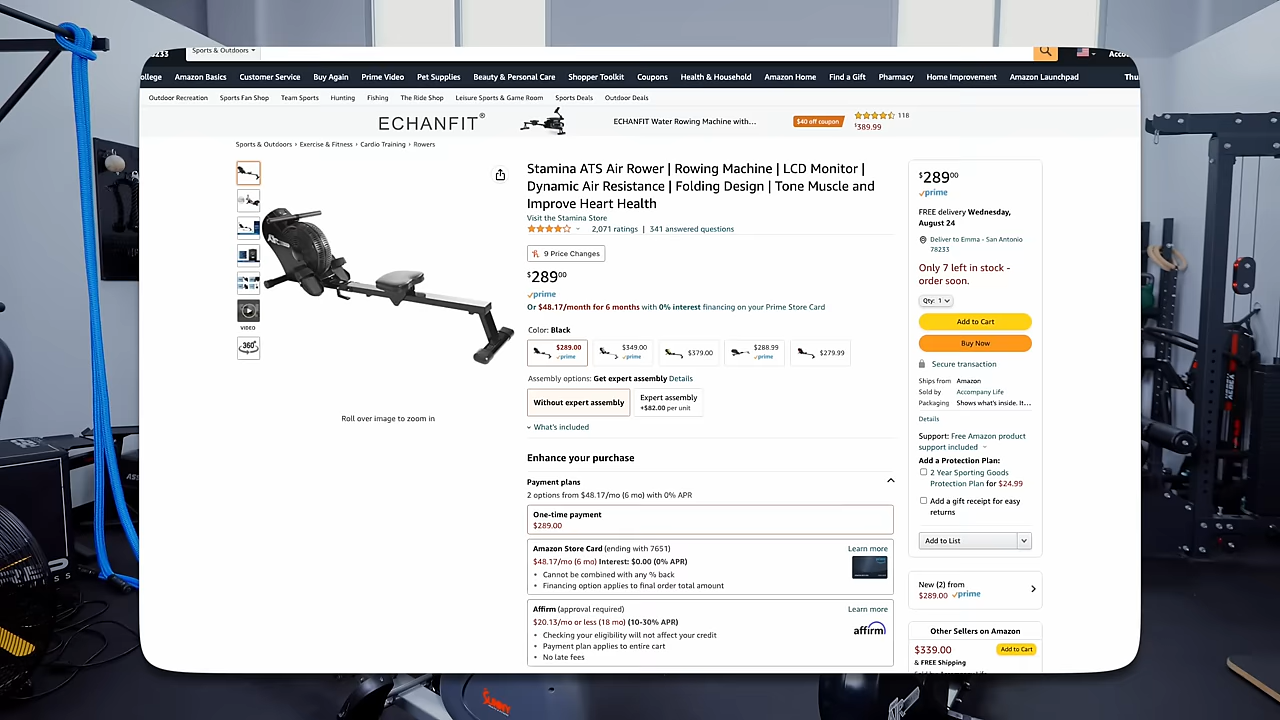 Sports & Outdoors
Basics
Amazon Basics
Customer Service
Buy Again
Prime Video
Pet Supplies
Beauty & Personal Care
Shopper Toolkit
Coupons
Health & Household
Amazon Home
Find a Gift
Pharmacy
Home Improvement
Amazon Launchpad
Outdoor Recreation
Sports Fan Shop
Team Sports
Hunting
Fishing
The Ride Shop
Leisure Sports & Game Room
Sports Deals
Outdoor Deals
ECHANFIT®
ECHANFIT Water Rowing Machine with...
$40 off coupon
118
$389.99
Sports & Outdoors › Exercise & Fitness › Cardio Training › Rowers
Stamina ATS Air Rower | Rowing Machine | LCD Monitor |
Dynamic Air Resistance | Folding Design | Tone Muscle and
Improve Heart Health
Visit the Stamina Store
2,071 ratings | 341 answered questions
9 Price Changes
$289.00
prime
Or $48.17/month for 6 months with 0% interest financing on your Prime Store Card
Color: Black
$289.00
prime
$349.00
prime
$379.00
$288.99
prime
$279.99
Assembly options: Get expert assembly Details
Without expert assembly
Expert assembly
+$82.00 per unit
What's included
VIDEO
360°
Roll over image to zoom in
Enhance your purchase
Payment plans
2 options from $48.17/mo (6 mo) with 0% APR
One-time payment
$289.00
Amazon Store Card (ending with 7651)
Learn more
$48.17/mo (6 mo) Interest: $0.00 (0% APR)
• Cannot be combined with any % back
• Financing option applies to final order total amount
Affirm (approval required)
Learn more
$20.13/mo or less (18 mo) (10-30% APR)
affirm
• Checking your eligibility will not affect your credit
• Payment plan applies to entire cart
• No late fees
$289.00
prime
FREE delivery Wednesday,
August 24
Deliver to Emma - San Antonio
78233
Only 7 left in stock -
order soon.
Qty: 1
Add to Cart
Buy Now
Secure transaction
Ships from Amazon
Sold by Accompany Life
Packaging Shows what's inside. It...
Details
Support: Free Amazon product
support included
Add a Protection Plan:
2 Year Sporting Goods
Protection Plan for $24.99
Add a gift receipt for easy
returns
Add to List
New (2) from
$289.00 prime
Other Sellers on Amazon
$339.00
Add to Cart
& FREE Shipping
SUNNY